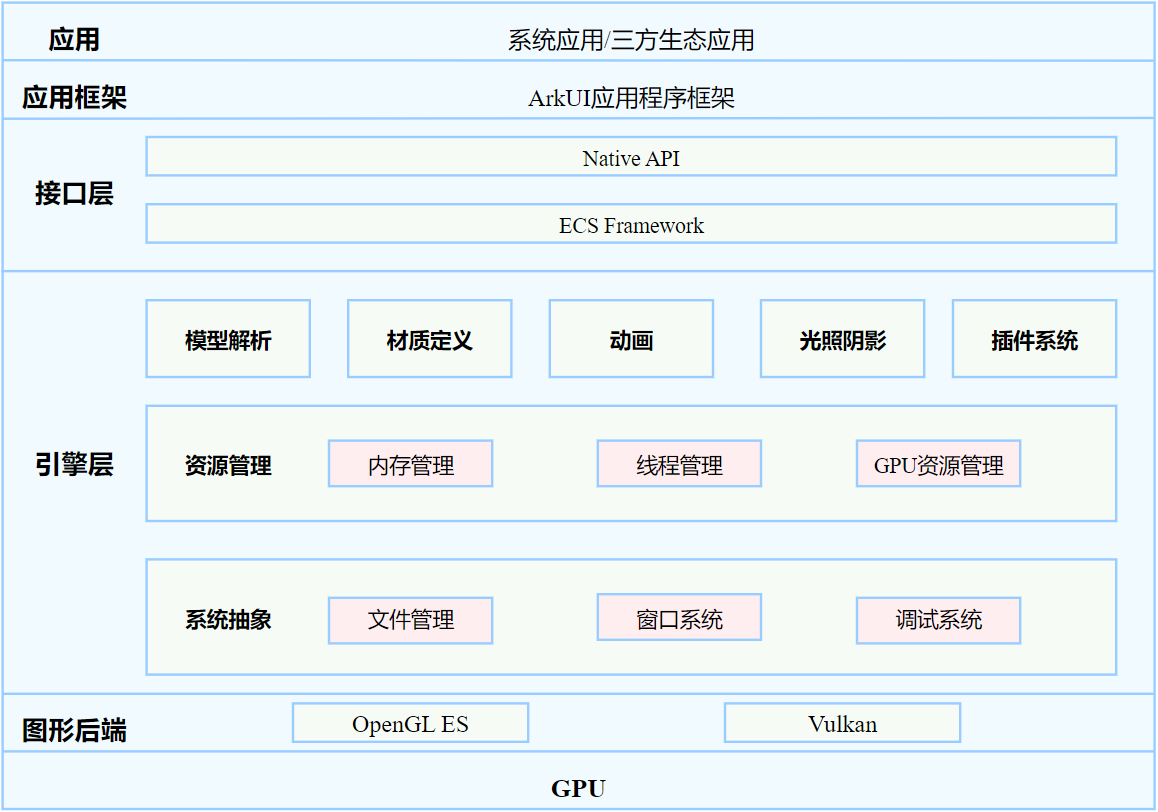 应用
系统应用/三方生态应用
应用框架
ArkUI应用程序框架
接口层
Native API
ECS Framework
引擎层
模型解析
材质定义
动画
光照阴影
插件系统
资源管理
内存管理
线程管理
GPU资源管理
系统抽象
文件管理
窗口系统
调试系统
图形后端
OpenGL ES
Vulkan
GPU